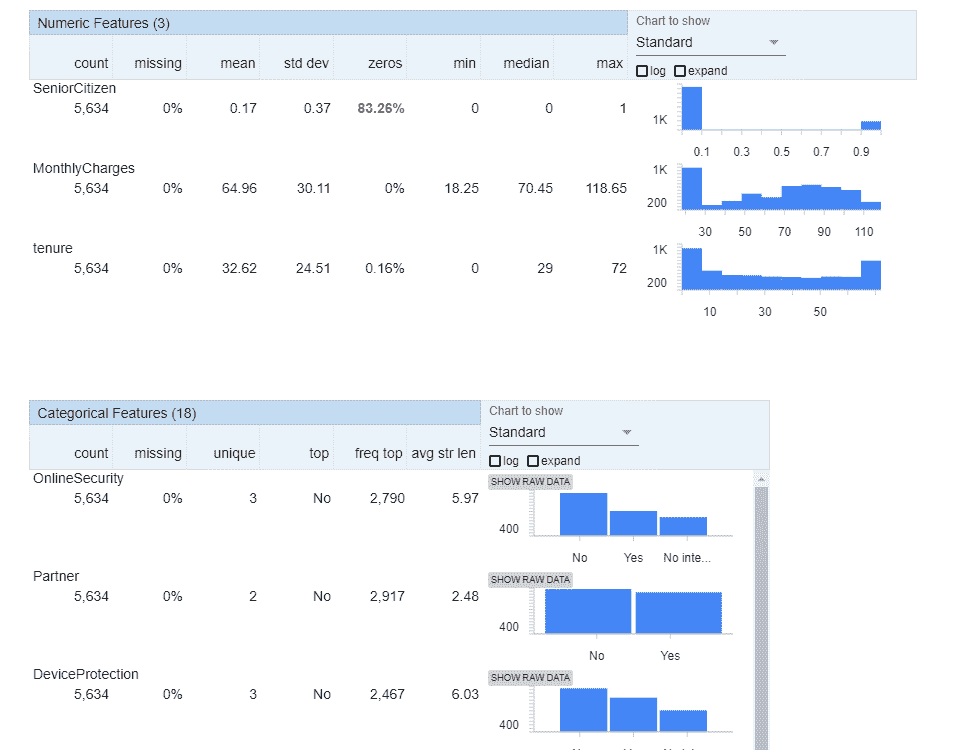 Numeric Features (3)
Chart to show
Standard
log expand
count missing mean std dev zeros min median max
SeniorCitizen
5,634 0% 0.17 0.37 83.26% 0 0 1
1K
0.1 0.3 0.5 0.7 0.9
MonthlyCharges
5,634 0% 64.96 30.11 0% 18.25 70.45 118.65
1K
200
30 50 70 90 110
tenure
5,634 0% 32.62 24.51 0.16% 0 29 72
1K
200
10 30 50
Categorical Features (18)
Chart to show
Standard
log expand
count missing unique top freq top avg str len
OnlineSecurity
5,634 0% 3 No 2,790 5.97
SHOW RAW DATA
400
No Yes No inte...
Partner
5,634 0% 2 No 2,917 2.48
SHOW RAW DATA
400
No Yes
DeviceProtection
5,634 0% 3 No 2,467 6.03
SHOW RAW DATA
400